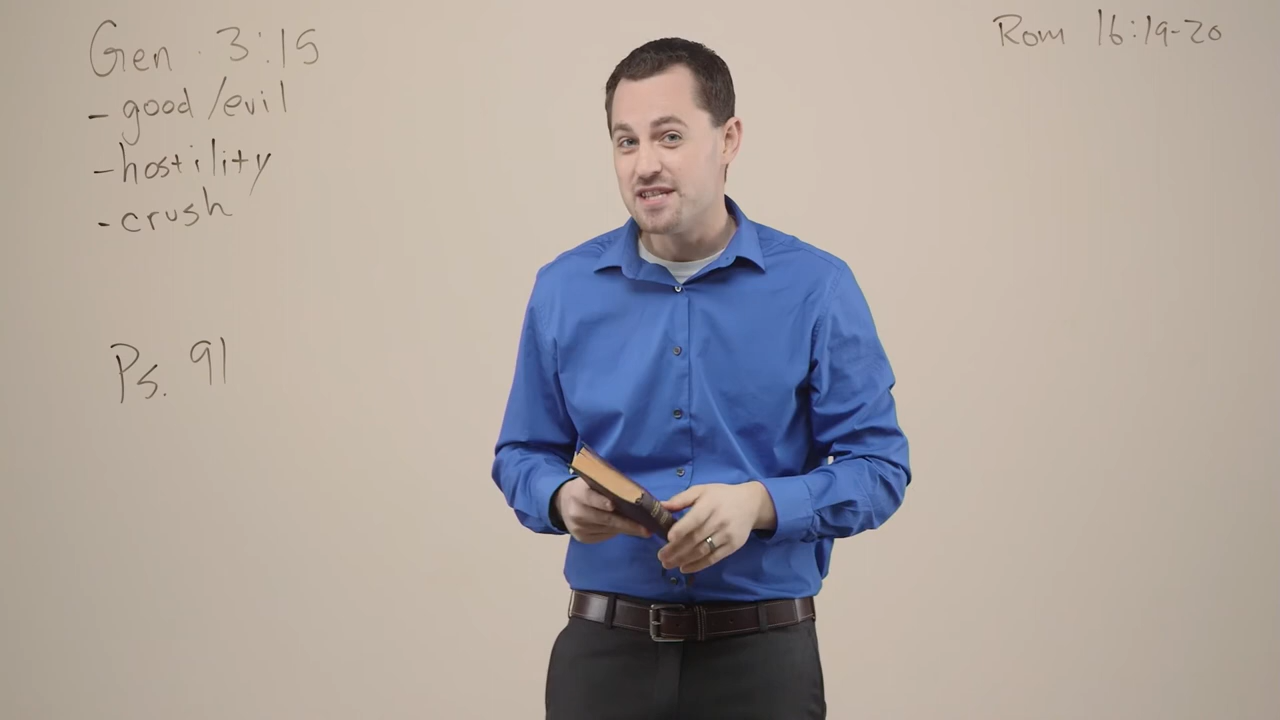 Gen. 3:15
- good/evil
- hostility
- crush
Ps. 91
Rom 16:19-20